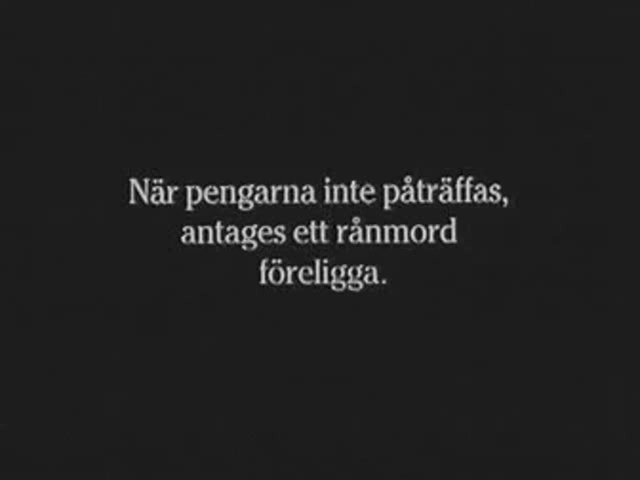 När pengarna inte påträffas,
antages ett rånmord
föreligga.